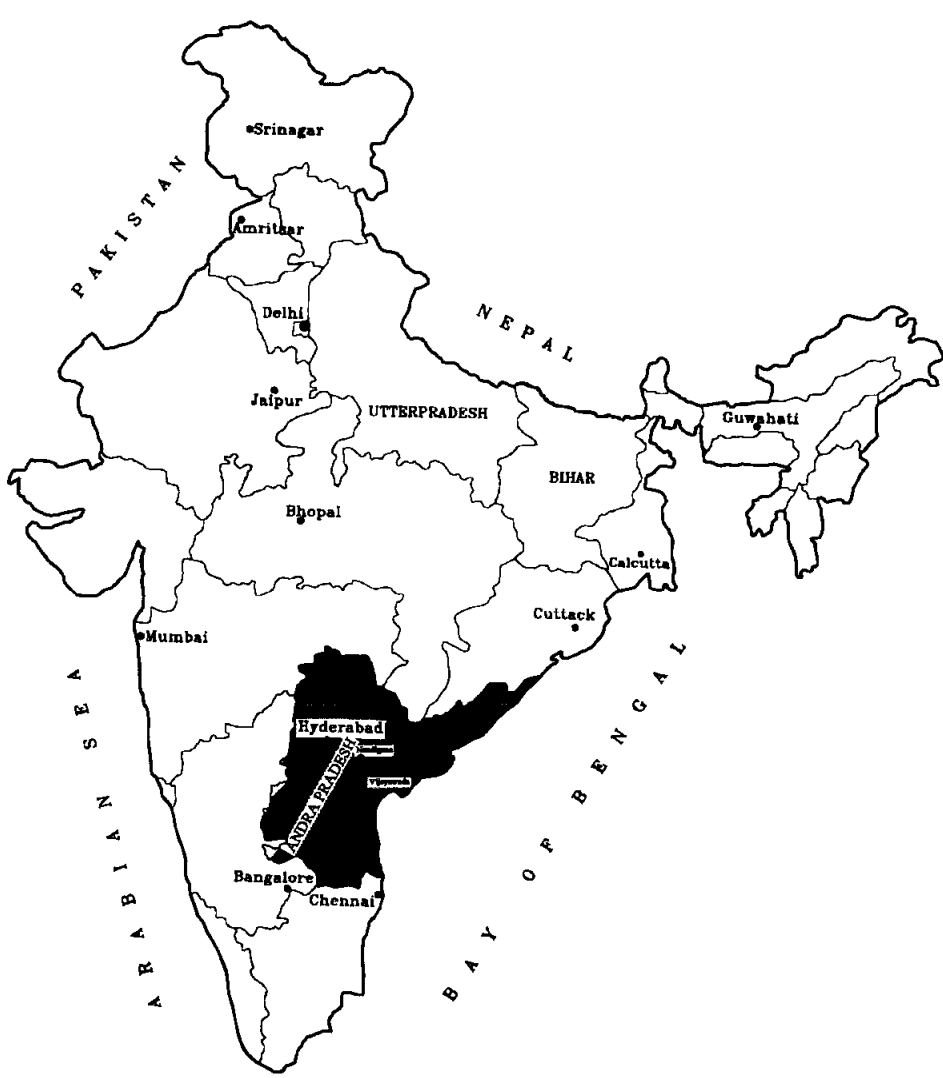 Srinagar
PAKISTAN
Amritsar
Delhi
NEPAL
Jaipur
UTTERPRADESH
Guwahati
BIHAR
Bhopal
Calcutta
Cuttack
Mumbai
ARABIAN SEA
BAY OF BENGAL
Hyderabad
ANDRA PRADESH
Bangalore
Chennai